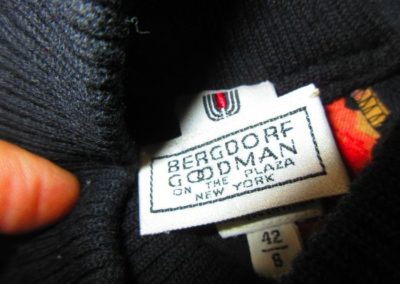 BERGDORF
GOODMAN
ON THE PLAZA
NEW YORK
42
8